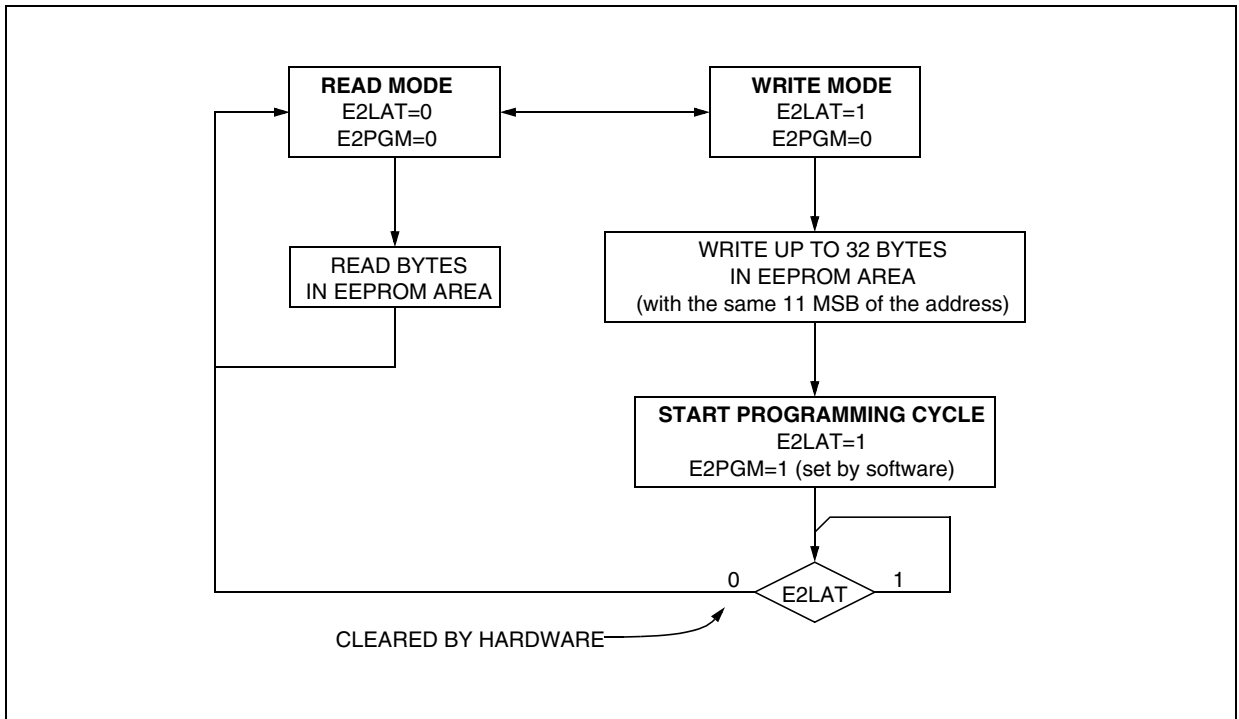 READ MODE
E2LAT=0
E2PGM=0
WRITE MODE
E2LAT=1
E2PGM=0
READ BYTES
IN EEPROM AREA
WRITE UP TO 32 BYTES
IN EEPROM AREA
(with the same 11 MSB of the address)
START PROGRAMMING CYCLE
E2LAT=1
E2PGM=1 (set by software)
0
E2LAT
1
CLEARED BY HARDWARE